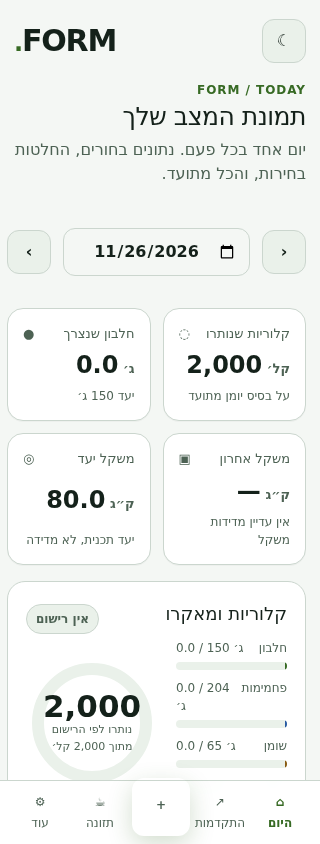 FORM.
FORM / TODAY
תמונת המצב שלך
יום אחד בכל פעם. נתונים בחורים, החלטות
בחירות, והכל מתועד.
11/26/2026
קלוריות שנותרו
2,000 קל׳
על בסיס יומן מתועד
חלבון שנצרך
0.0 ג׳
יעד 150 ג׳
משקל אחרון
— ק״ג
אין עדיין מדידות
משקל
משקל יעד
80.0 ק״ג
יעד תכנית, לא מדידה
קלוריות ומאקרו
אין רישום
חלבון 0.0 / 150 ג׳
פחמימות 0.0 / 204
ג׳
שומן 0.0 / 65 ג׳
2,000
נותרו לפי הרישום
מתוך 2,000 קל׳
היום
התקדמות
+
תזונה
עוד